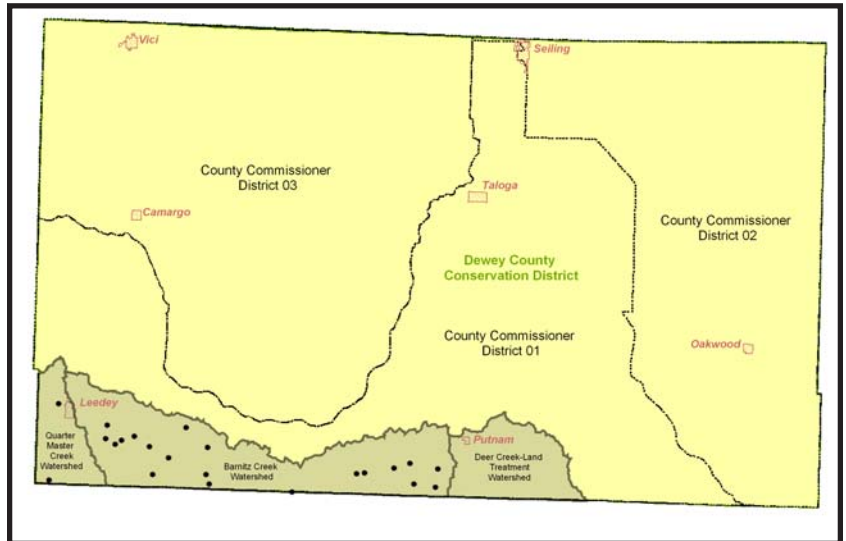 Vici
Seiling
County Commissioner
District 03
Taloga
Camargo
County Commissioner
District 02
Dewey County
Conservation District
County Commissioner
District 01
Oakwood
Leedey
Quarter
Master
Creek
Watershed
Barnitz Creek
Watershed
Putnam
Deer Creek-Land
Treatment
Watershed